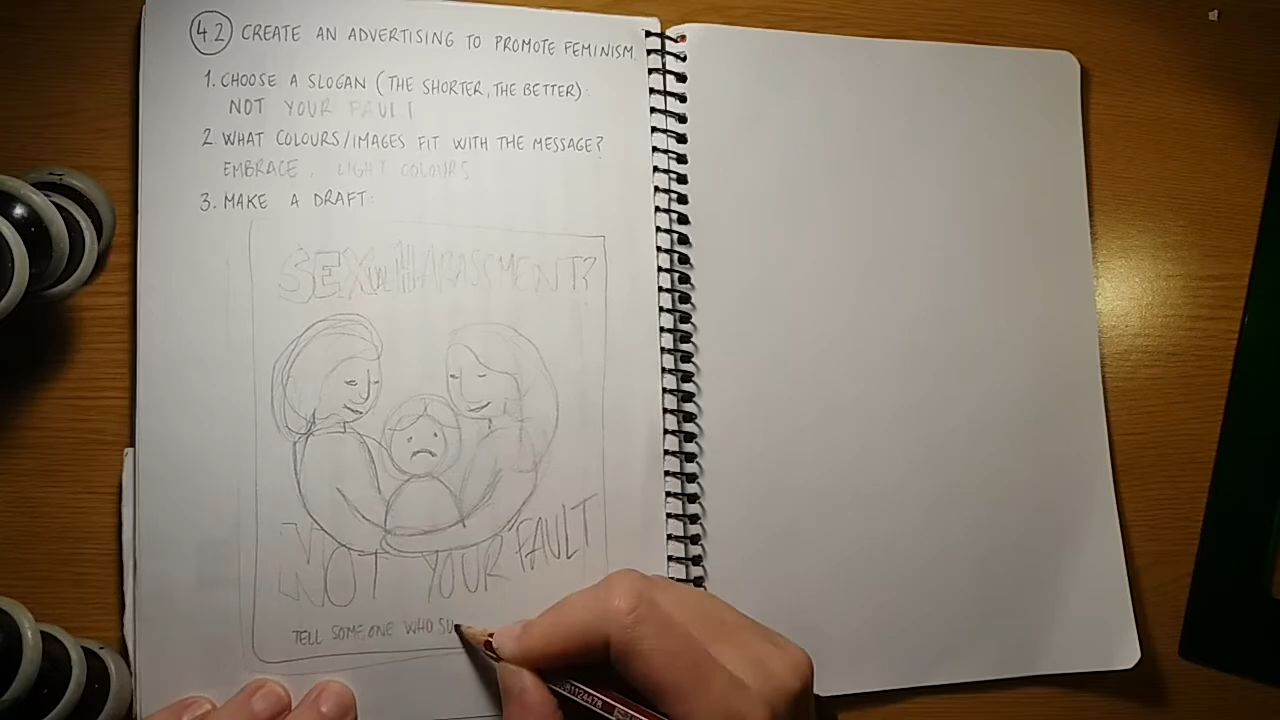 4.2 CREATE AN ADVERTISING TO PROMOTE FEMINISM.
1. CHOOSE A SLOGAN (THE SHORTER, THE BETTER):
NOT YOUR FAULT
2. WHAT COLOURS/IMAGES FIT WITH THE MESSAGE?
EMBRACE, LIGHT COLOURS
3. MAKE A DRAFT:
SEXUAL HARASSMENT?
NOT YOUR FAULT
TELL SOMEONE WHO SU